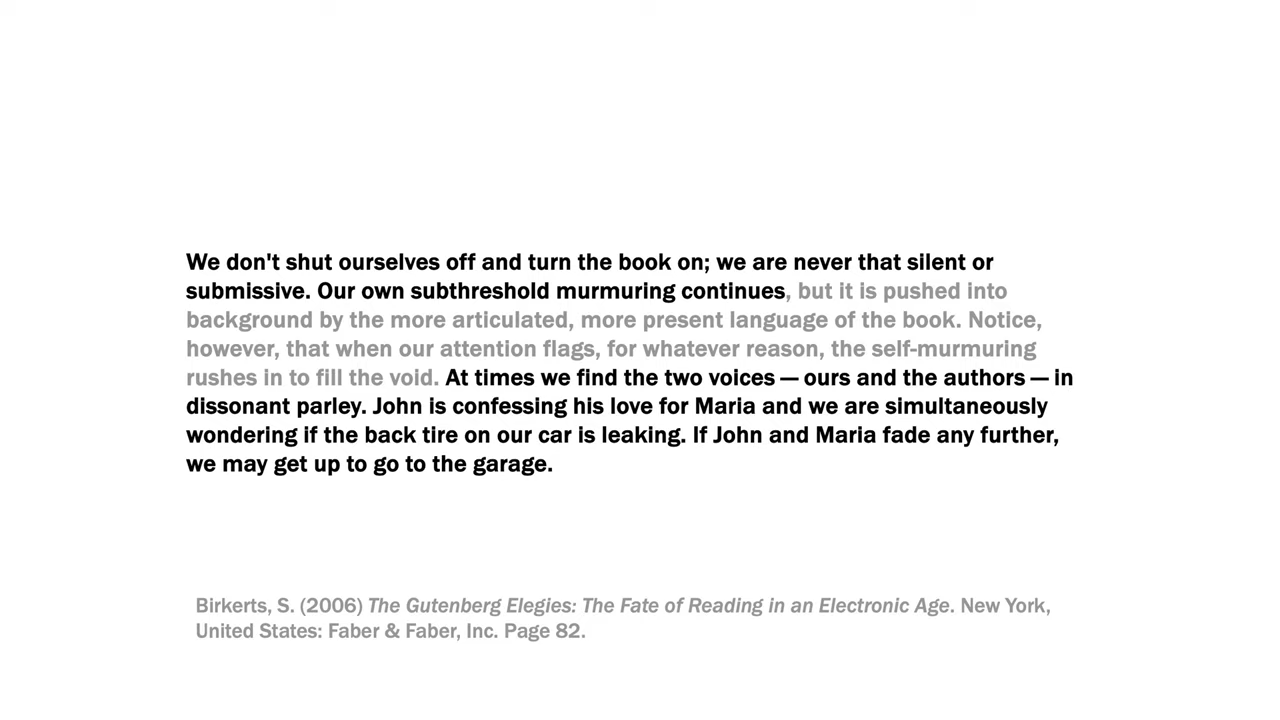 We don't shut ourselves off and turn the book on; we are never that silent or
submissive. Our own subthreshold murmuring continues, but it is pushed into
background by the more articulated, more present language of the book. Notice,
however, that when our attention flags, for whatever reason, the self-murmuring
rushes in to fill the void. At times we find the two voices — ours and the authors — in
dissonant parley. John is confessing his love for Maria and we are simultaneously
wondering if the back tire on our car is leaking. If John and Maria fade any further,
we may get up to go to the garage.
Birkerts, S. (2006) The Gutenberg Elegies: The Fate of Reading in an Electronic Age. New York,
United States: Faber & Faber, Inc. Page 82.